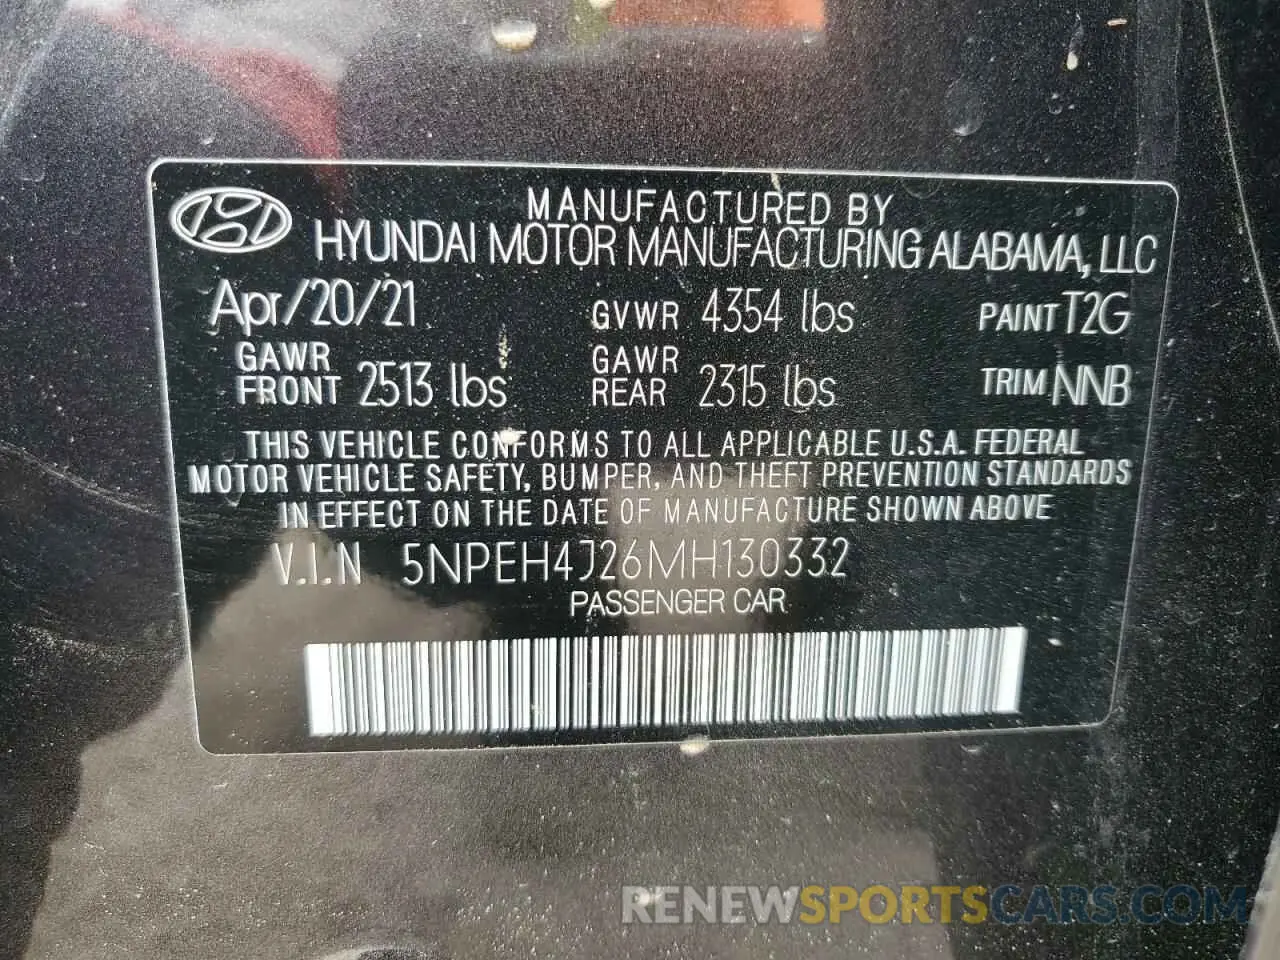 MANUFACTURED BY
HYUNDAI MOTOR MANUFACTURING ALABAMA, LLC
Apr/20/21 GVWR 4354 lbs PAINT T2G
GAWR FRONT 2513 lbs GAWR REAR 2315 lbs TRIM NNB
THIS VEHICLE CONFORMS TO ALL APPLICABLE U.S.A. FEDERAL
MOTOR VEHICLE SAFETY, BUMPER, AND THEFT PREVENTION STANDARDS
IN EFFECT ON THE DATE OF MANUFACTURE SHOWN ABOVE
V.I.N 5NPEH4J26MH130332
PASSENGER CAR
RENEWSPORTSCARS.COM